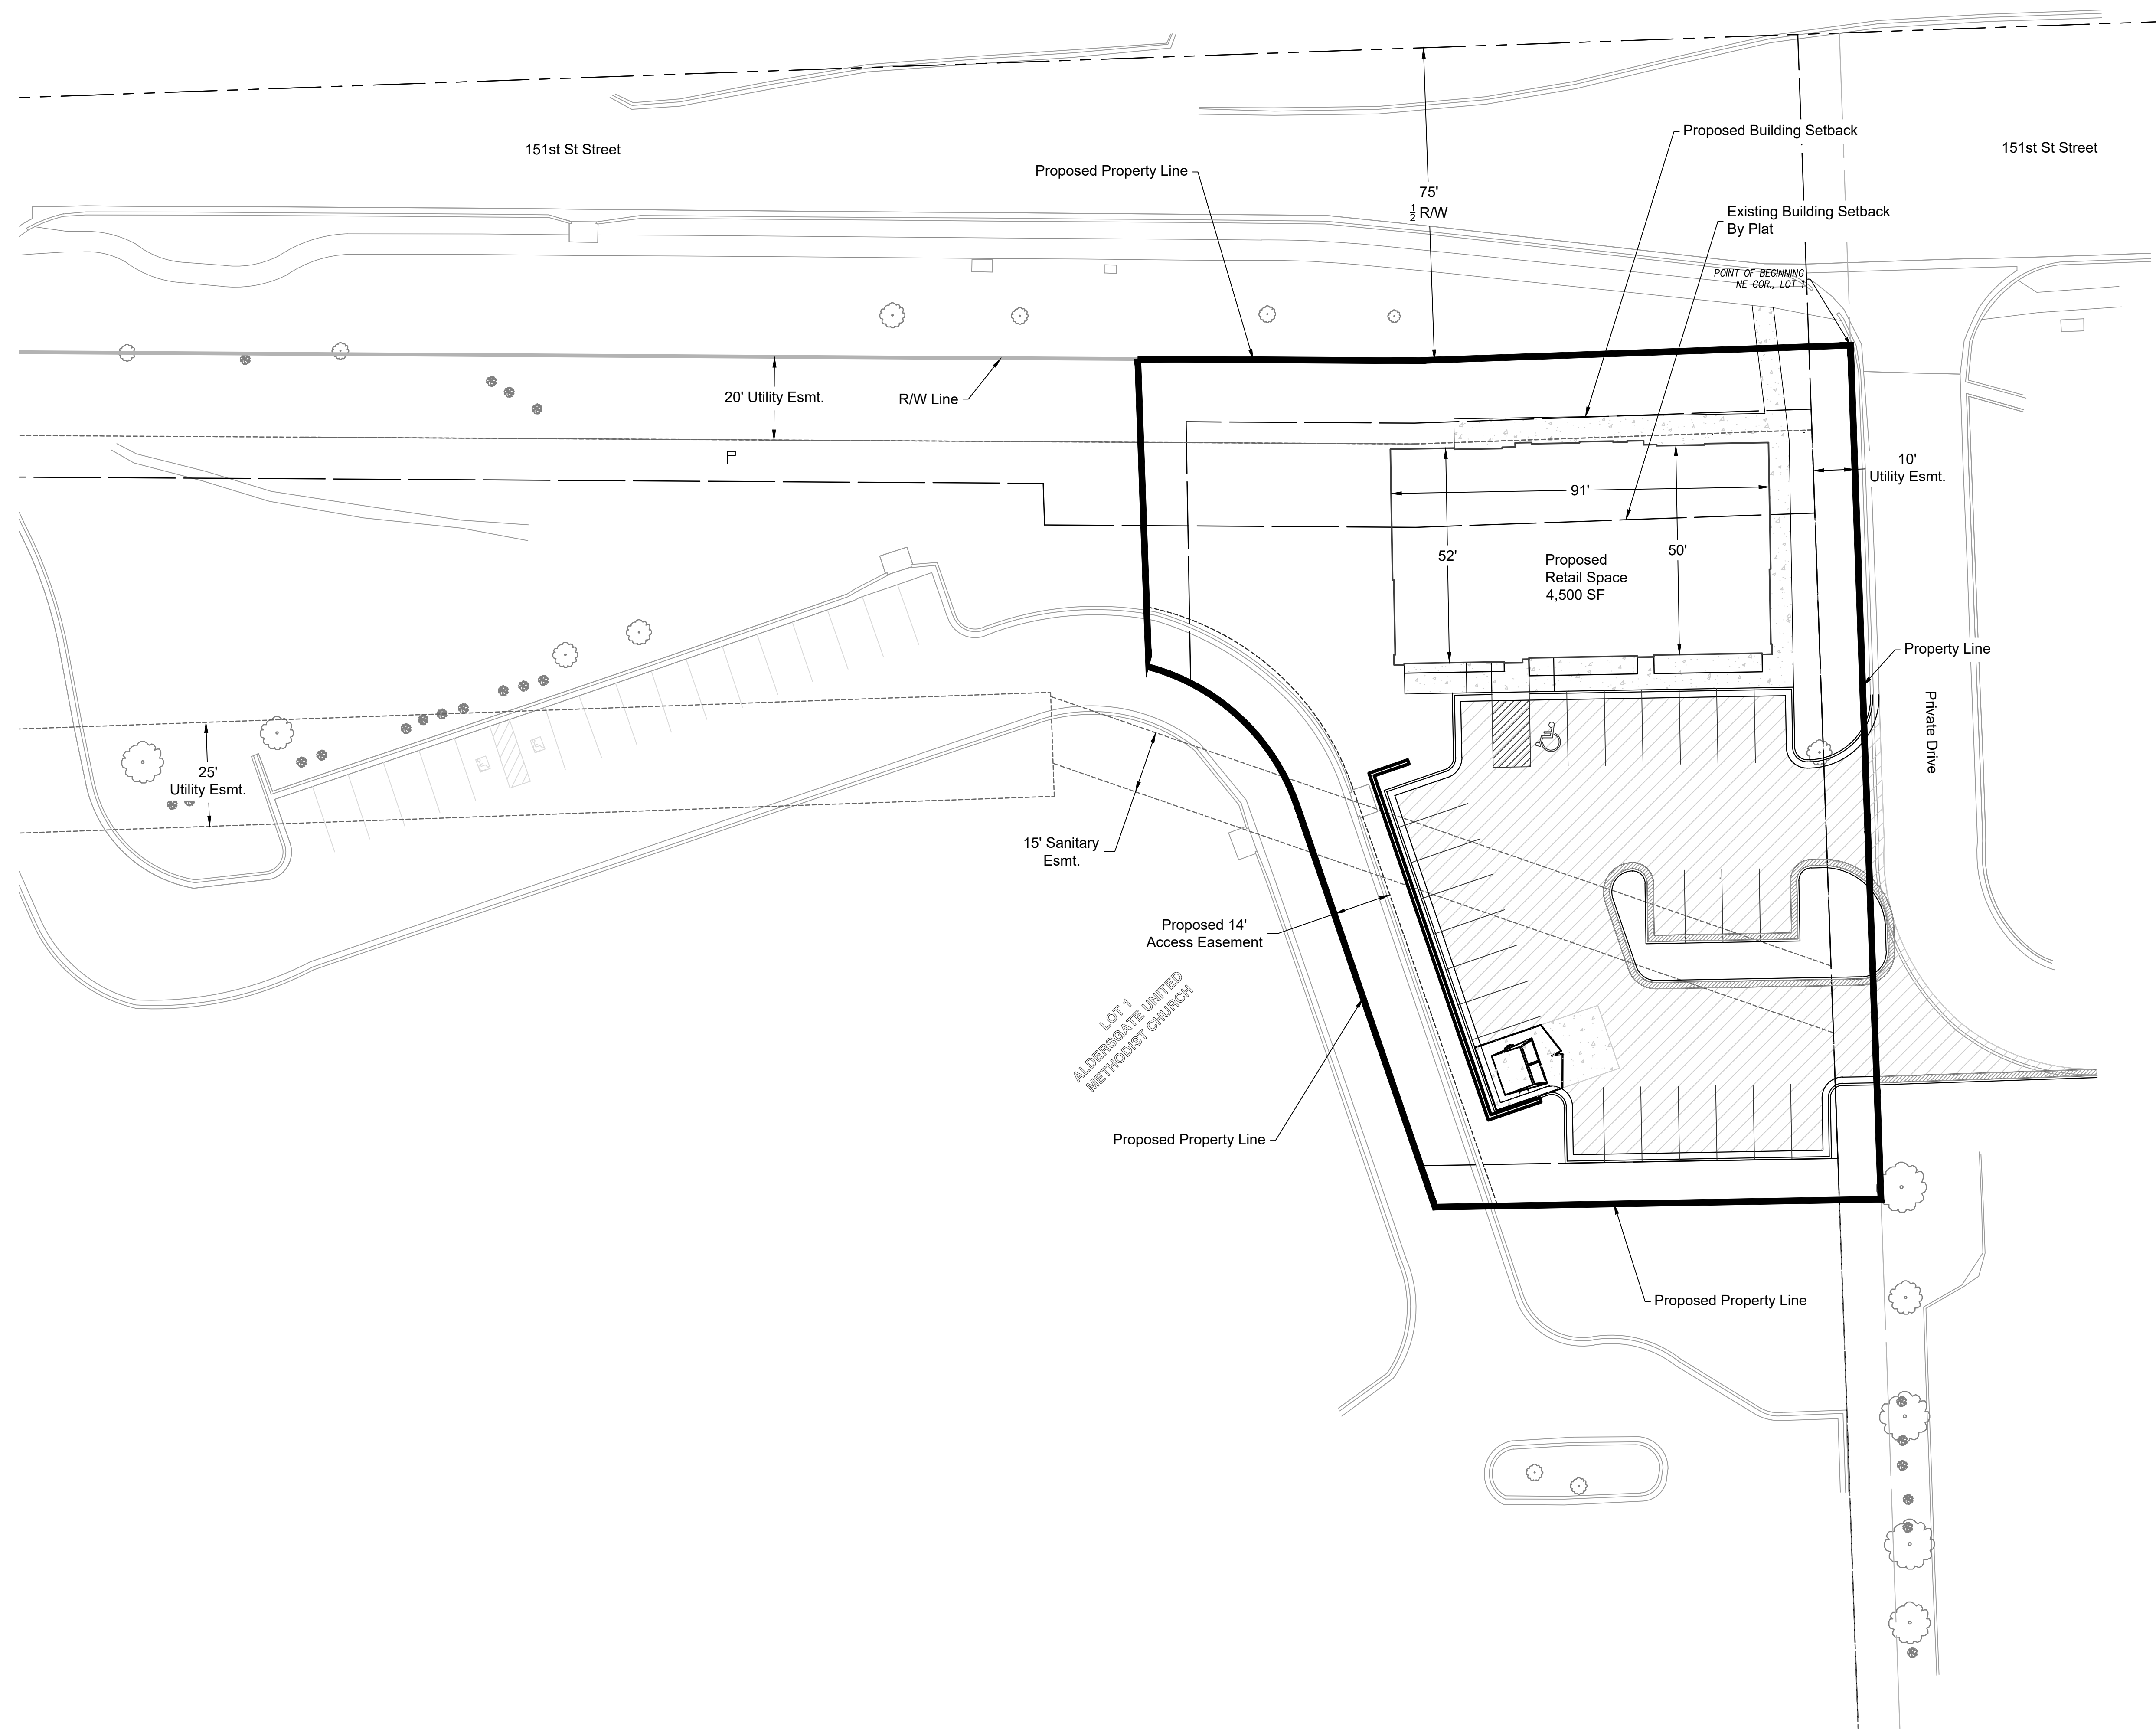 Proposed Building Setback
151st St Street
151st St Street
Proposed Property Line
75'
½ R/W
Existing Building Setback
By Plat
POINT OF BEGINNING
NE COR., LOT 1
20' Utility Esmt.
R/W Line
10'
Utility Esmt.
91'
52'
50'
Proposed
Retail Space
4,500 SF
Property Line
Private Drive
25'
Utility Esmt.
15' Sanitary
Esmt.
Proposed 14'
Access Easement
LOT 1
ALDERSGATE UNITED
METHODIST CHURCH
Proposed Property Line
Proposed Property Line